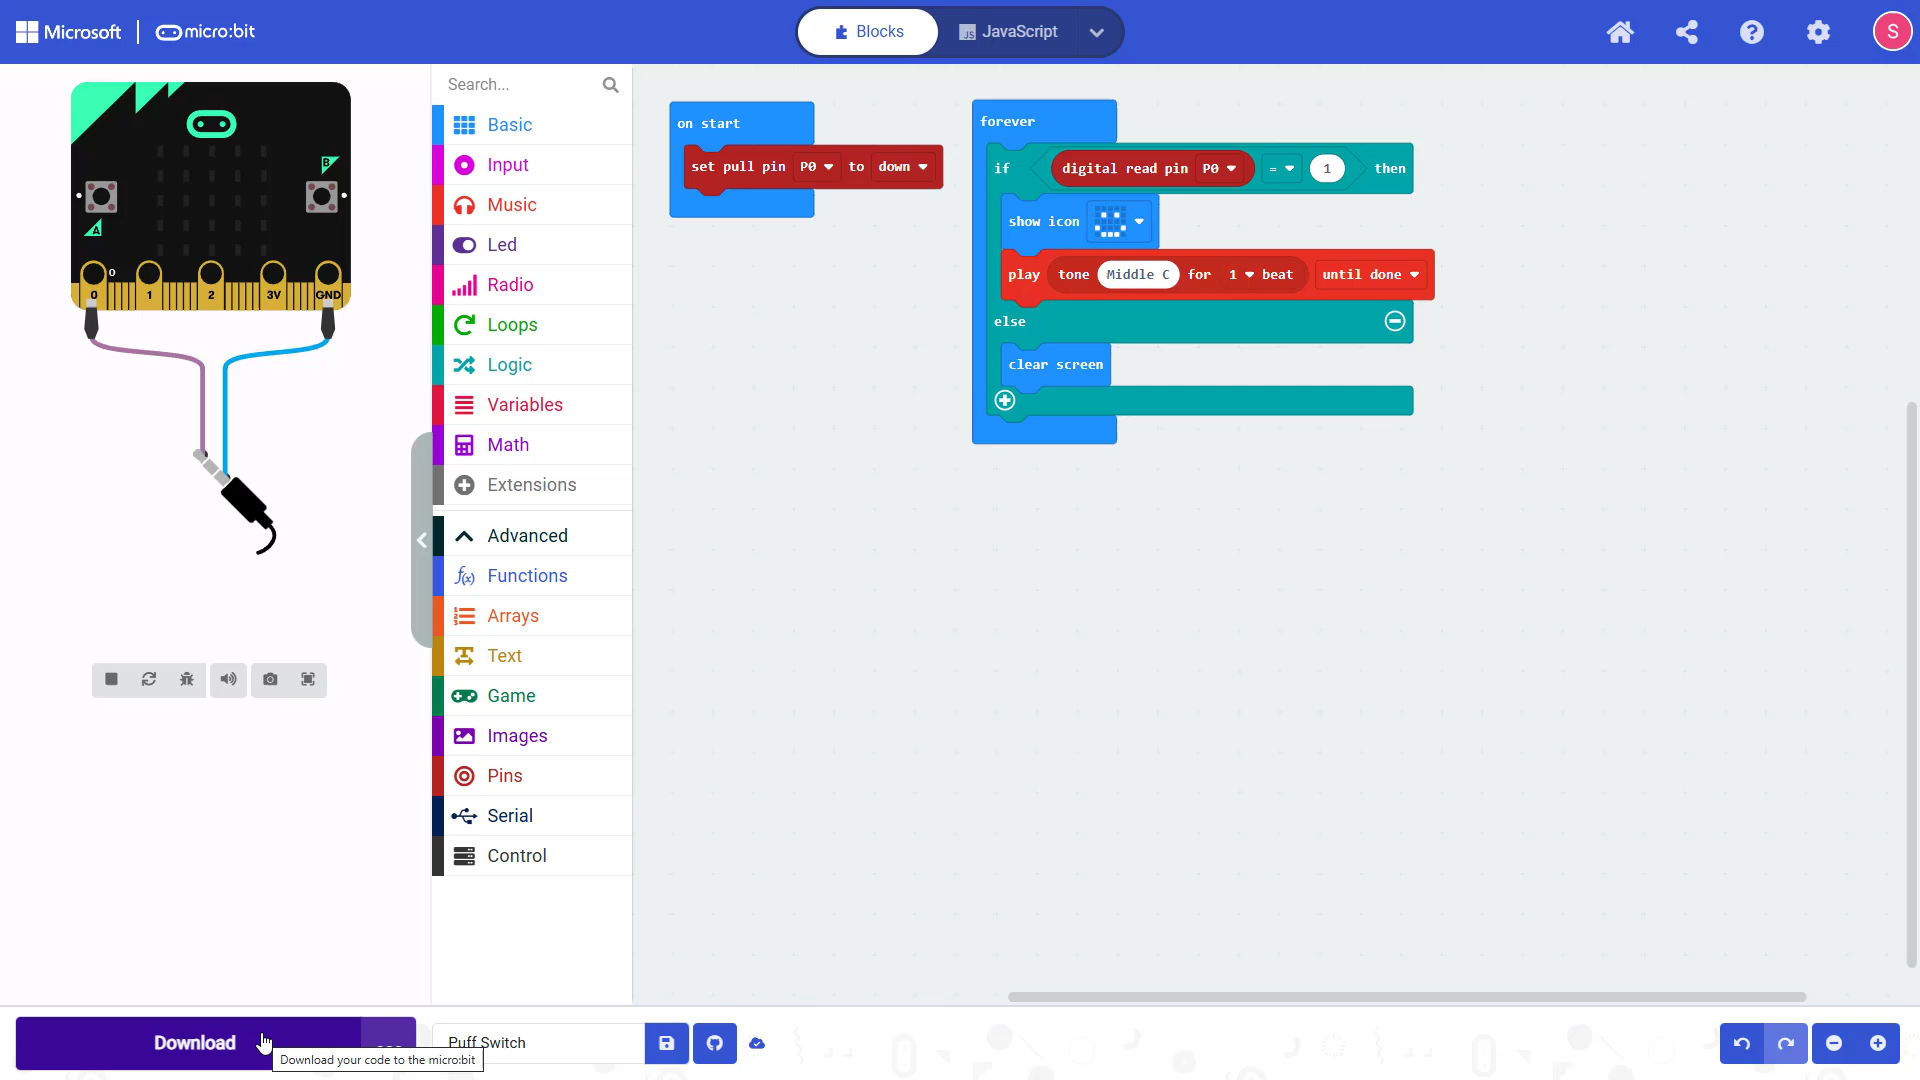 Microsoft
micro:bit
Blocks
JS
JavaScript
S
B
A
0
0
1
2
3V
GND
Search...
Basic
Input
Music
Led
Radio
Loops
Logic
Variables
Math
Extensions
Advanced
f(x) Functions
Arrays
Text
Game
Images
Pins
Serial
Control
on start
set pull pin P0 to down
forever
if digital read pin P0 = 1 then
show icon
play tone Middle C for 1 beat until done
else
clear screen
Download
Puff Switch
Download your code to the micro:bit